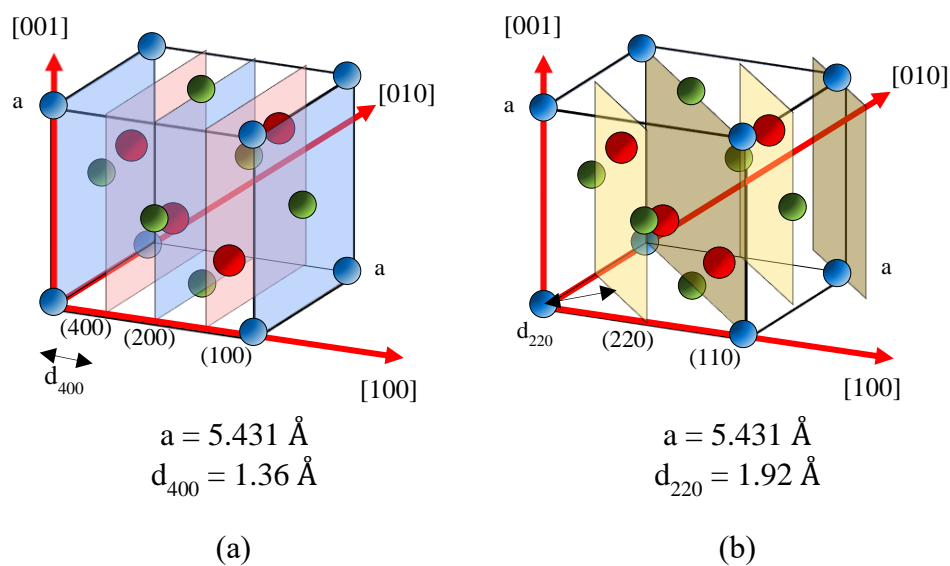 [001]
a
[010]
a
(400)
(200)
(100)
d400
[100]
a = 5.431 Å
d400 = 1.36 Å
(a)
[001]
a
[010]
a
d220
(220)
(110)
[100]
a = 5.431 Å
d220 = 1.92 Å
(b)